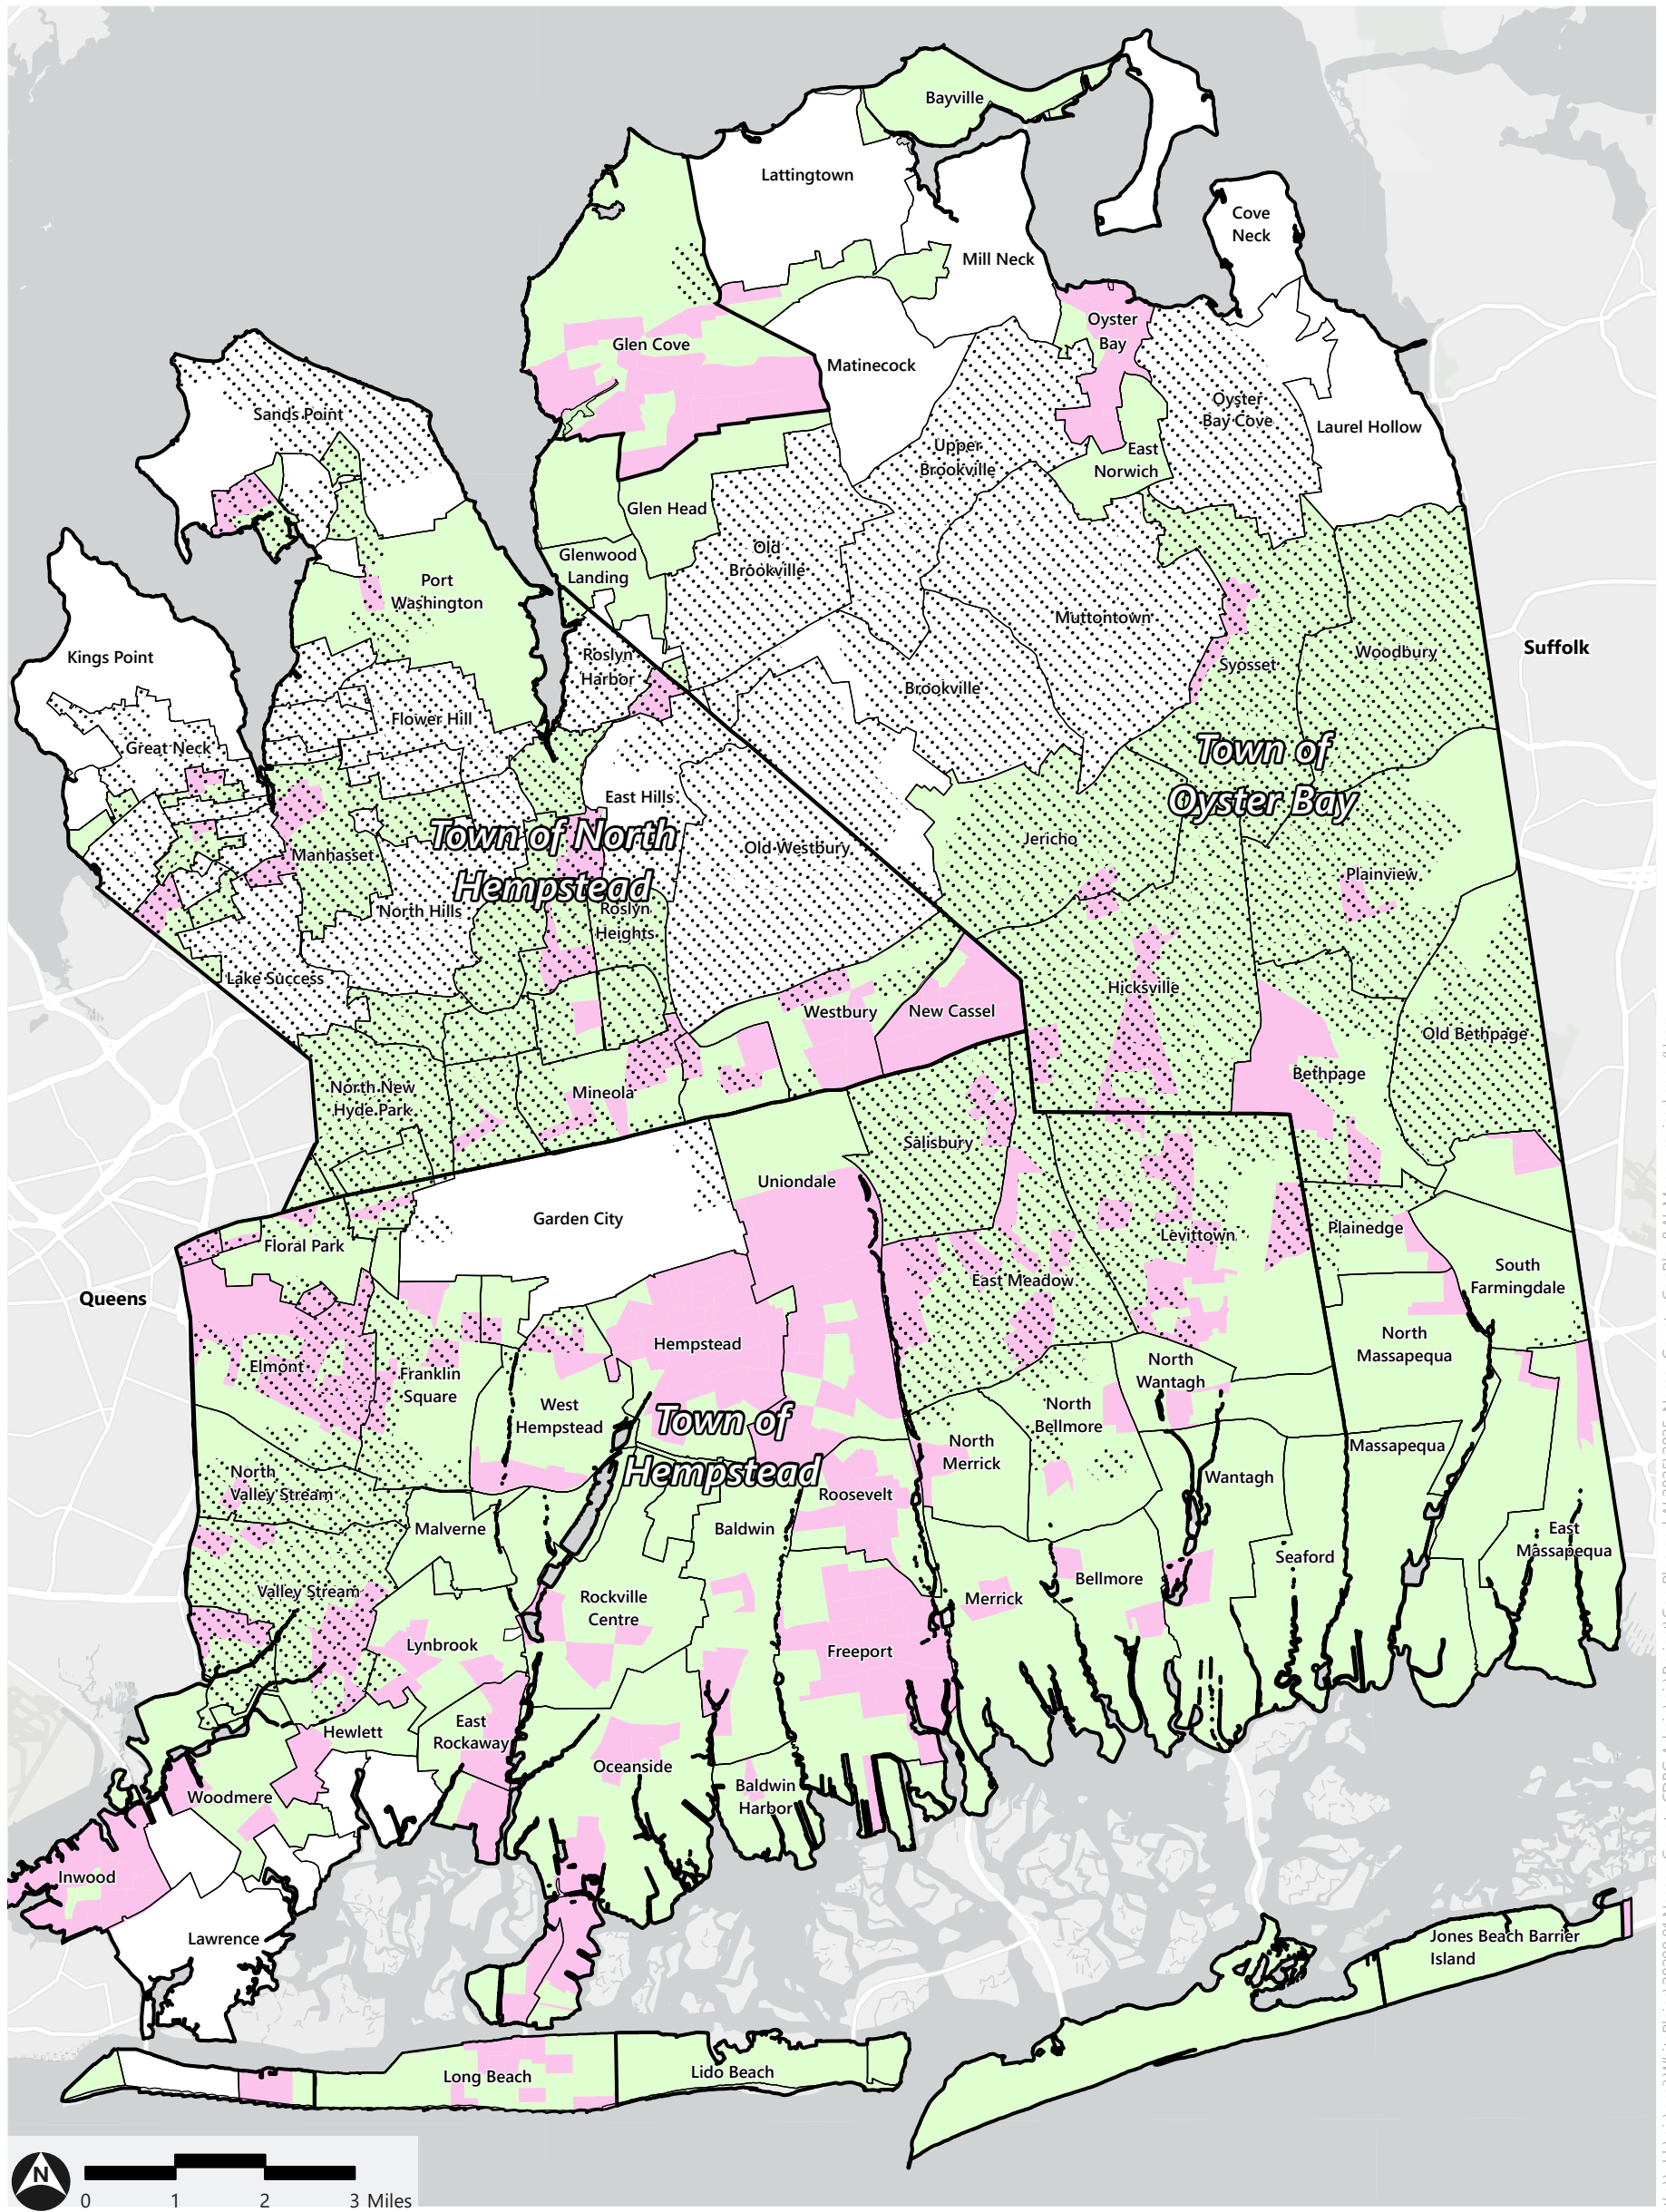 Bayville
Lattingtown
Cove
Neck
Mill Neck
Oyster
Bay
Glen Cove
Matinecock
Sands Point
Oyster
Bay Cove
Laurel Hollow
Upper
Brookville
East
Norwich
Glen Head
Old
Brookville
Glenwood
Landing
Port
Washington
Muttontown
Kings Point
Roslyn
Harbor
Syosset
Woodbury
Suffolk
Brookville
Flower Hill
Great Neck
Town of
Oyster Bay
East Hills
Town of North
Hempstead
Jericho
Old Westbury
Manhasset
Plainview
North Hills
Roslyn
Heights
Lake Success
Hicksville
Westbury
New Cassel
Old Bethpage
Bethpage
North New
Hyde Park
Mineola
Salisbury
Uniondale
Garden City
Floral Park
Levittown
Plainedge
East Meadow
South
Farmingdale
Queens
Hempstead
North
Massapequa
Elmont
Franklin
Square
North
Wantagh
West
Hempstead
North
Bellmore
Town of
Hempstead
North
Merrick
Massapequa
North
Valley Stream
Wantagh
Roosevelt
Malverne
Baldwin
East
Massapequa
Seaford
Valley Stream
Bellmore
Rockville
Centre
Merrick
Lynbrook
Freeport
East
Rockaway
Hewlett
Oceanside
Baldwin
Harbor
Woodmere
Inwood
Lawrence
Jones Beach Barrier
Island
Long Beach
Lido Beach
N
0 1 2 3 Miles